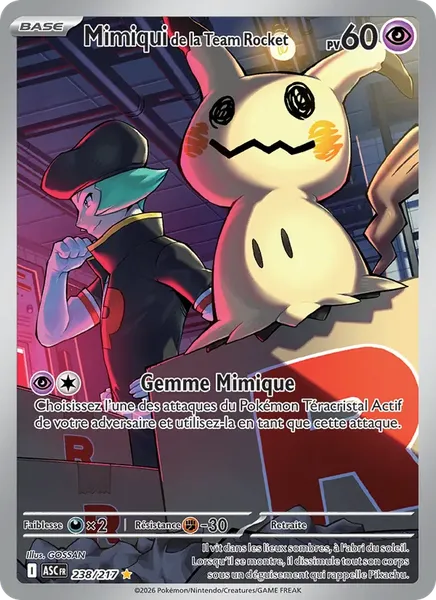 BASE
Mimiqui de la Team Rocket
PV 60
Gemme Mimique
Choisissez l'une des attaques du Pokémon Téracristal Actif
de votre adversaire et utilisez-la en tant que cette attaque.
R
R
Faiblesse ×2 Résistance -30 Retraite
Illus. GOSSAN
I ASC FR 238/217
Il vit dans les lieux sombres, à l'abri du soleil.
Lorsqu'il se montre, il dissimule tout son corps
sous un déguisement qui rappelle Pikachu.
©2026 Pokémon/Nintendo/Creatures/GAME FREAK